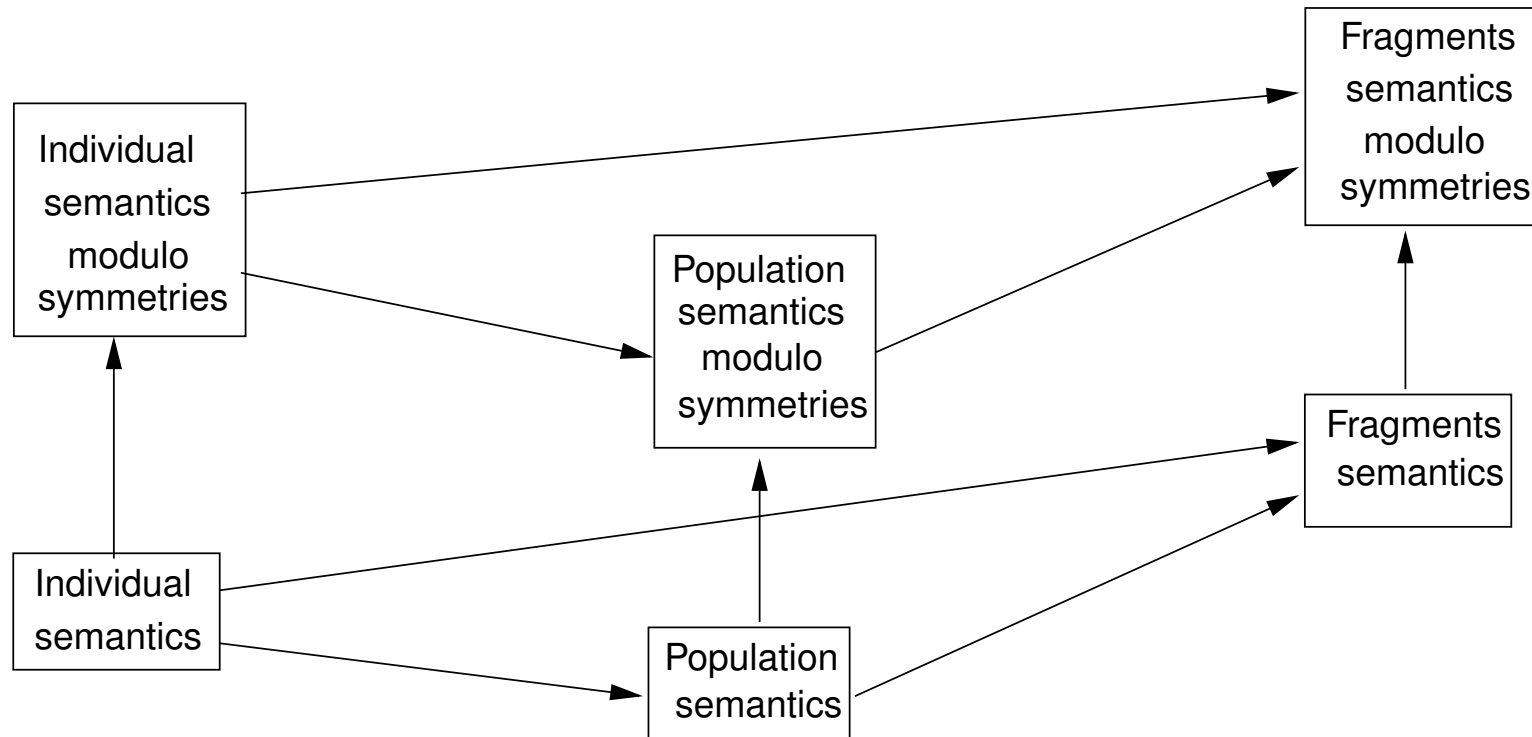 Fragments
semantics
modulo
symmetries
Individual
semantics
modulo
symmetries
Population
semantics
modulo
symmetries
Fragments
semantics
Individual
semantics
Population
semantics